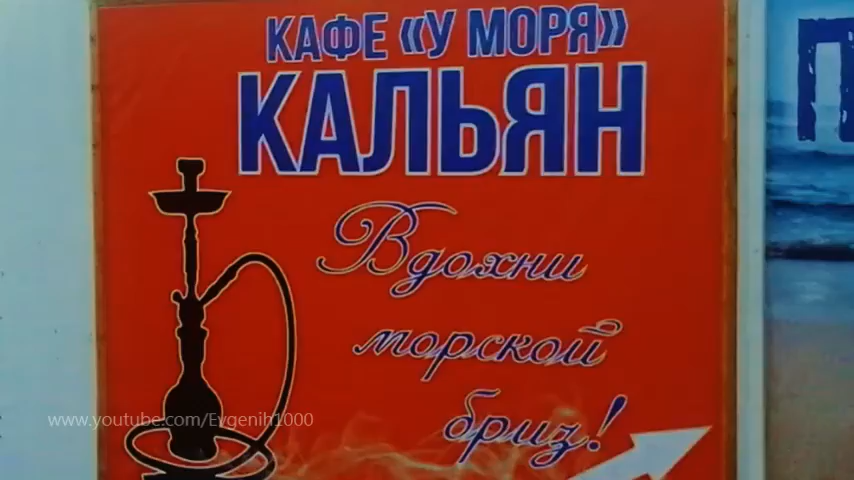 КАФЕ «У МОРЯ»
КАЛЬЯН
Вдохни
морской
бриз!
www.youtube.com/Evgenih1000